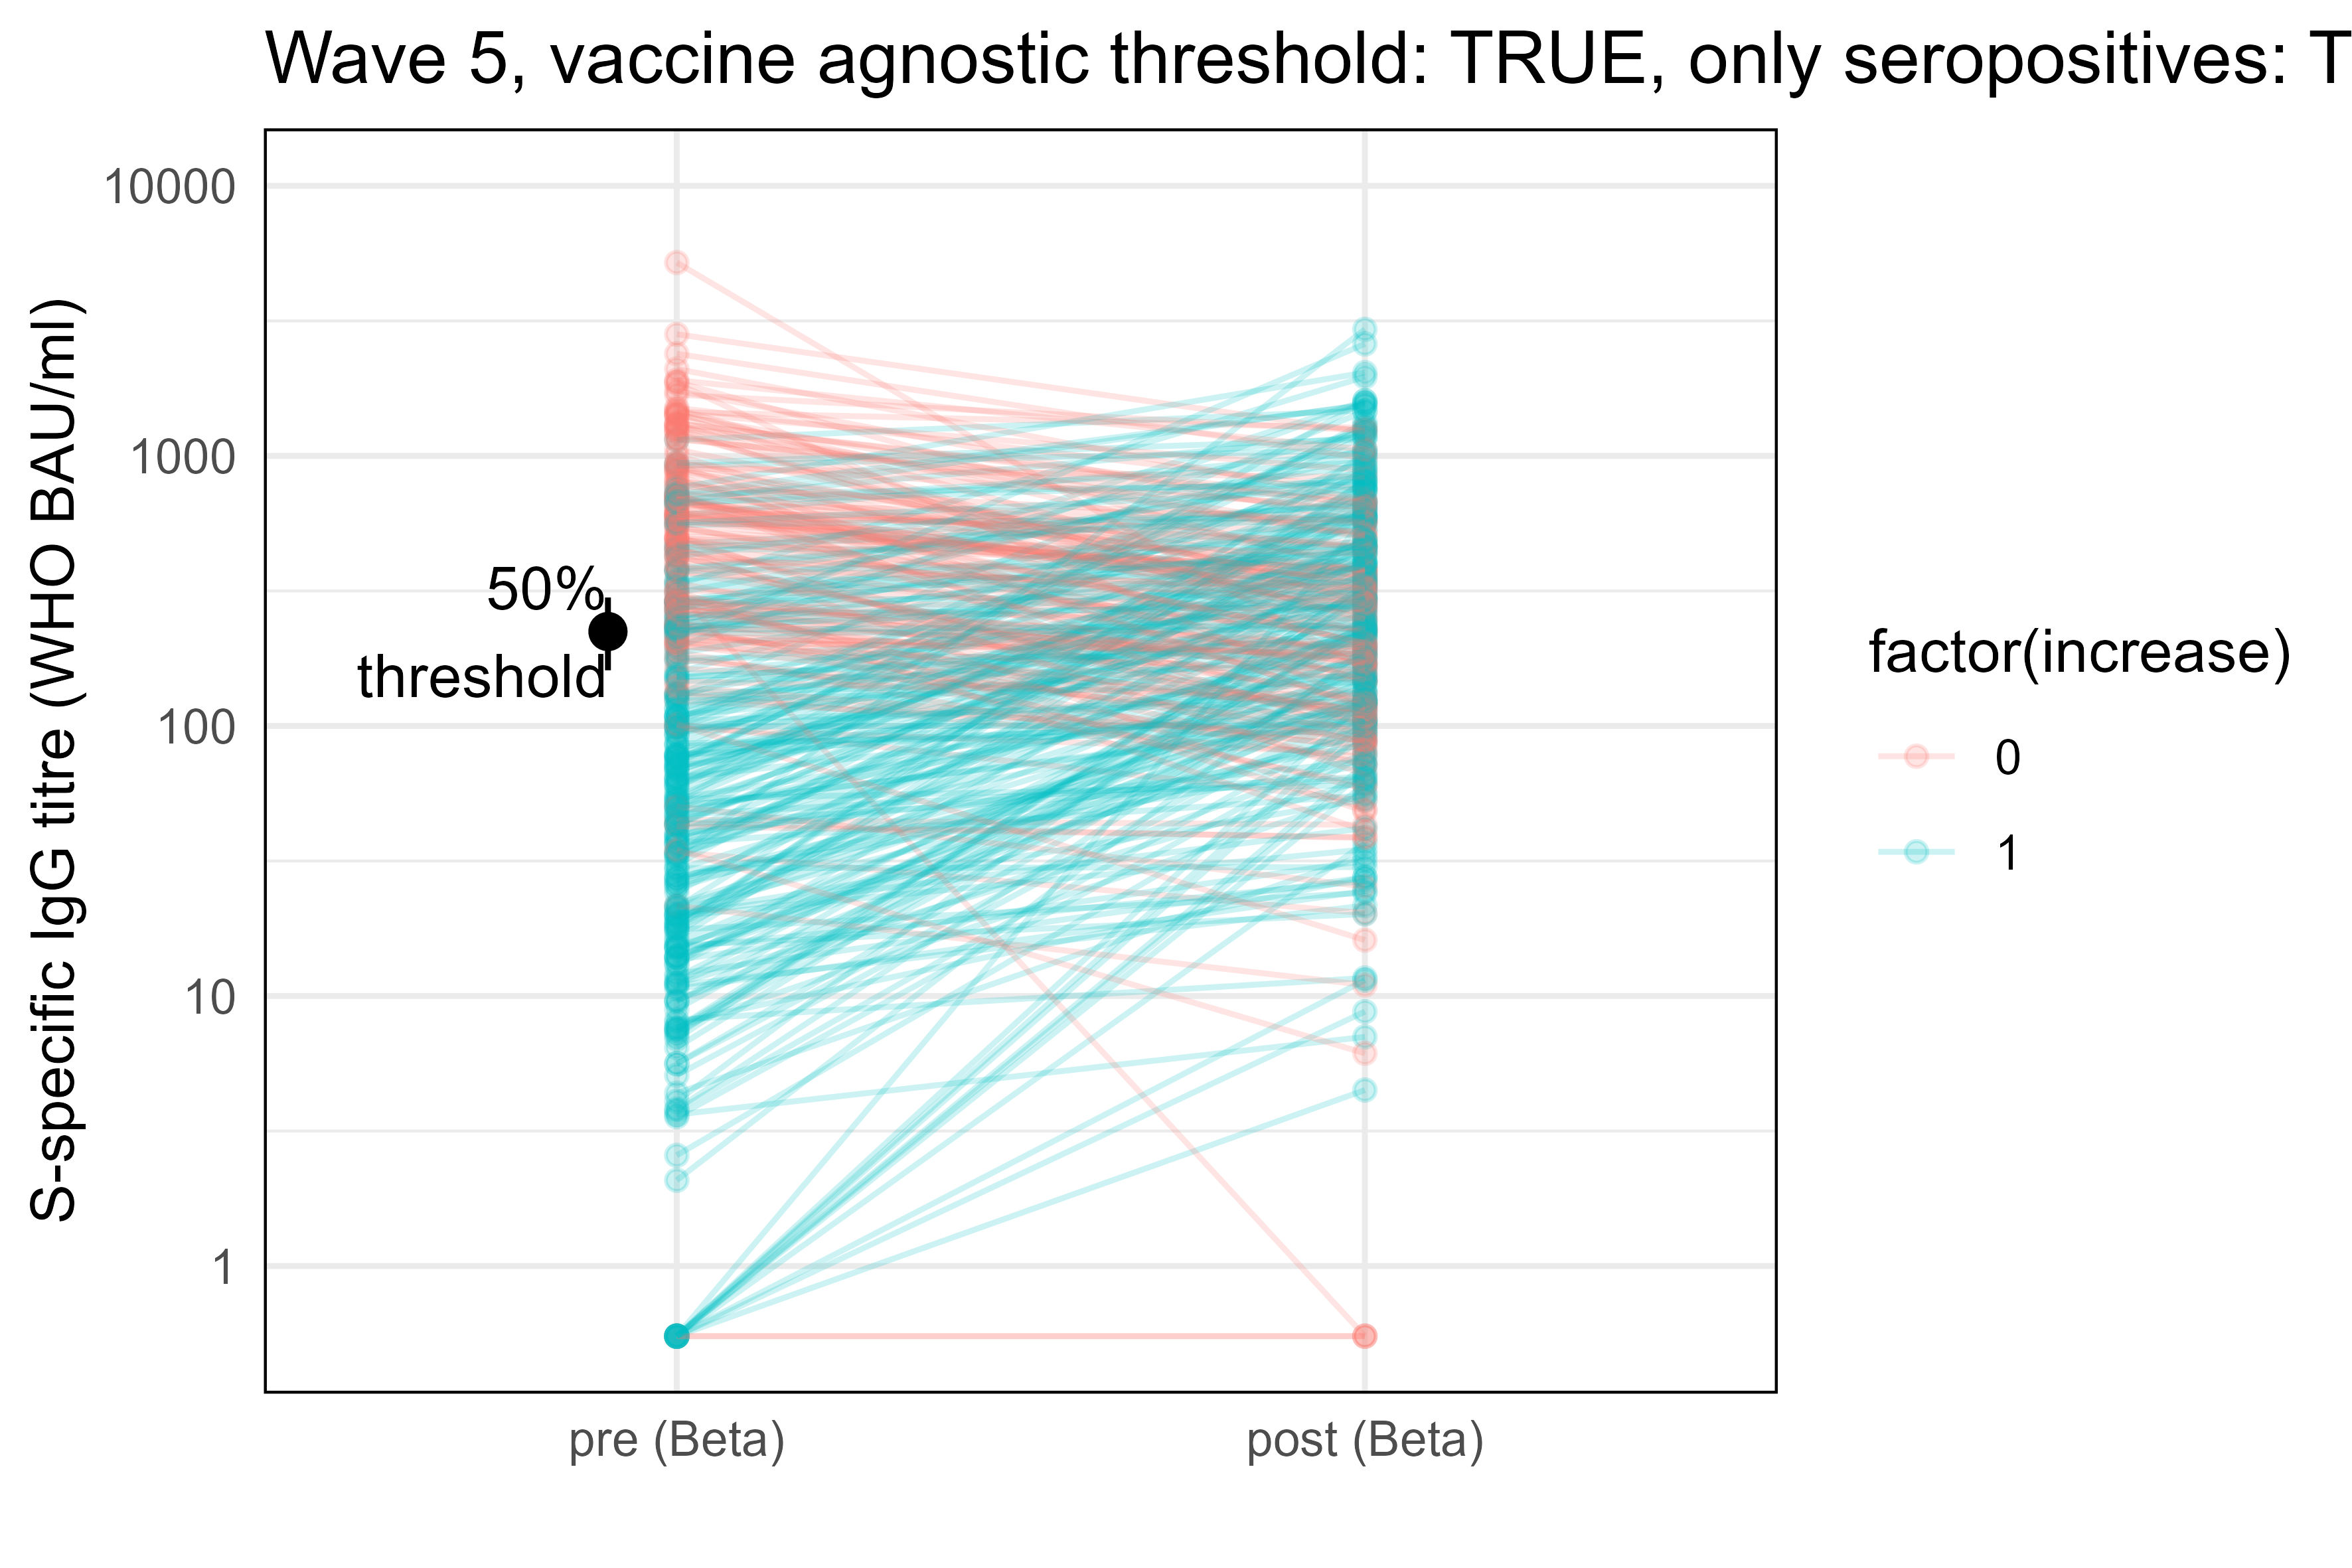 Wave 5, vaccine agnostic threshold: TRUE, only seropositives: T
S-specific IgG titre (WHO BAU/ml)
10000
1000
100
10
1
50%
threshold
pre (Beta)
post (Beta)
factor(increase)
0
1